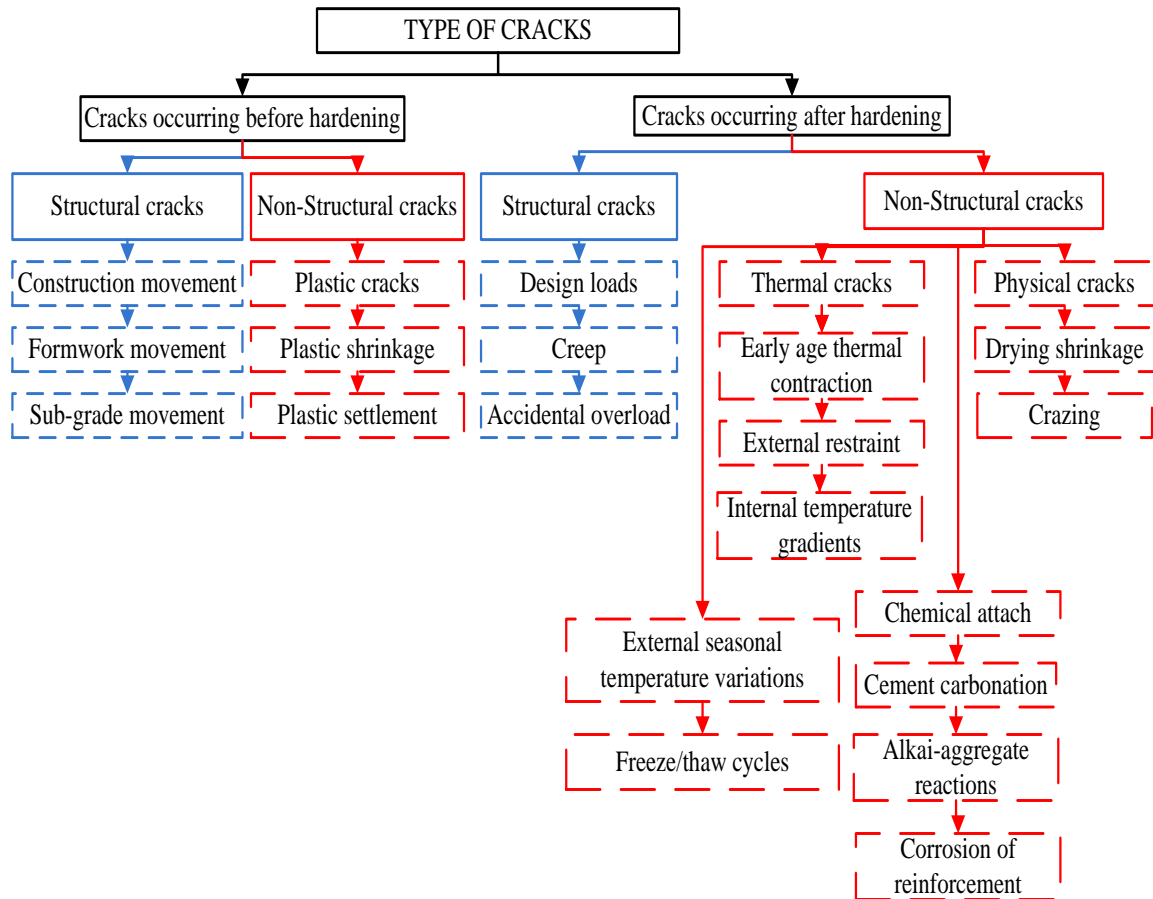 TYPE OF CRACKS
Cracks occurring before hardening
Cracks occurring after hardening
Structural cracks
Non-Structural cracks
Structural cracks
Non-Structural cracks
Construction movement
Plastic cracks
Design loads
Thermal cracks
Physical cracks
Formwork movement
Plastic shrinkage
Creep
Early age thermal
contraction
Drying shrinkage
Sub-grade movement
Plastic settlement
Accidental overload
External restraint
Crazing
Internal temperature
gradients
Chemical attach
External seasonal
temperature variations
Cement carbonation
Freeze/thaw cycles
Alkai-aggregate
reactions
Corrosion of
reinforcement